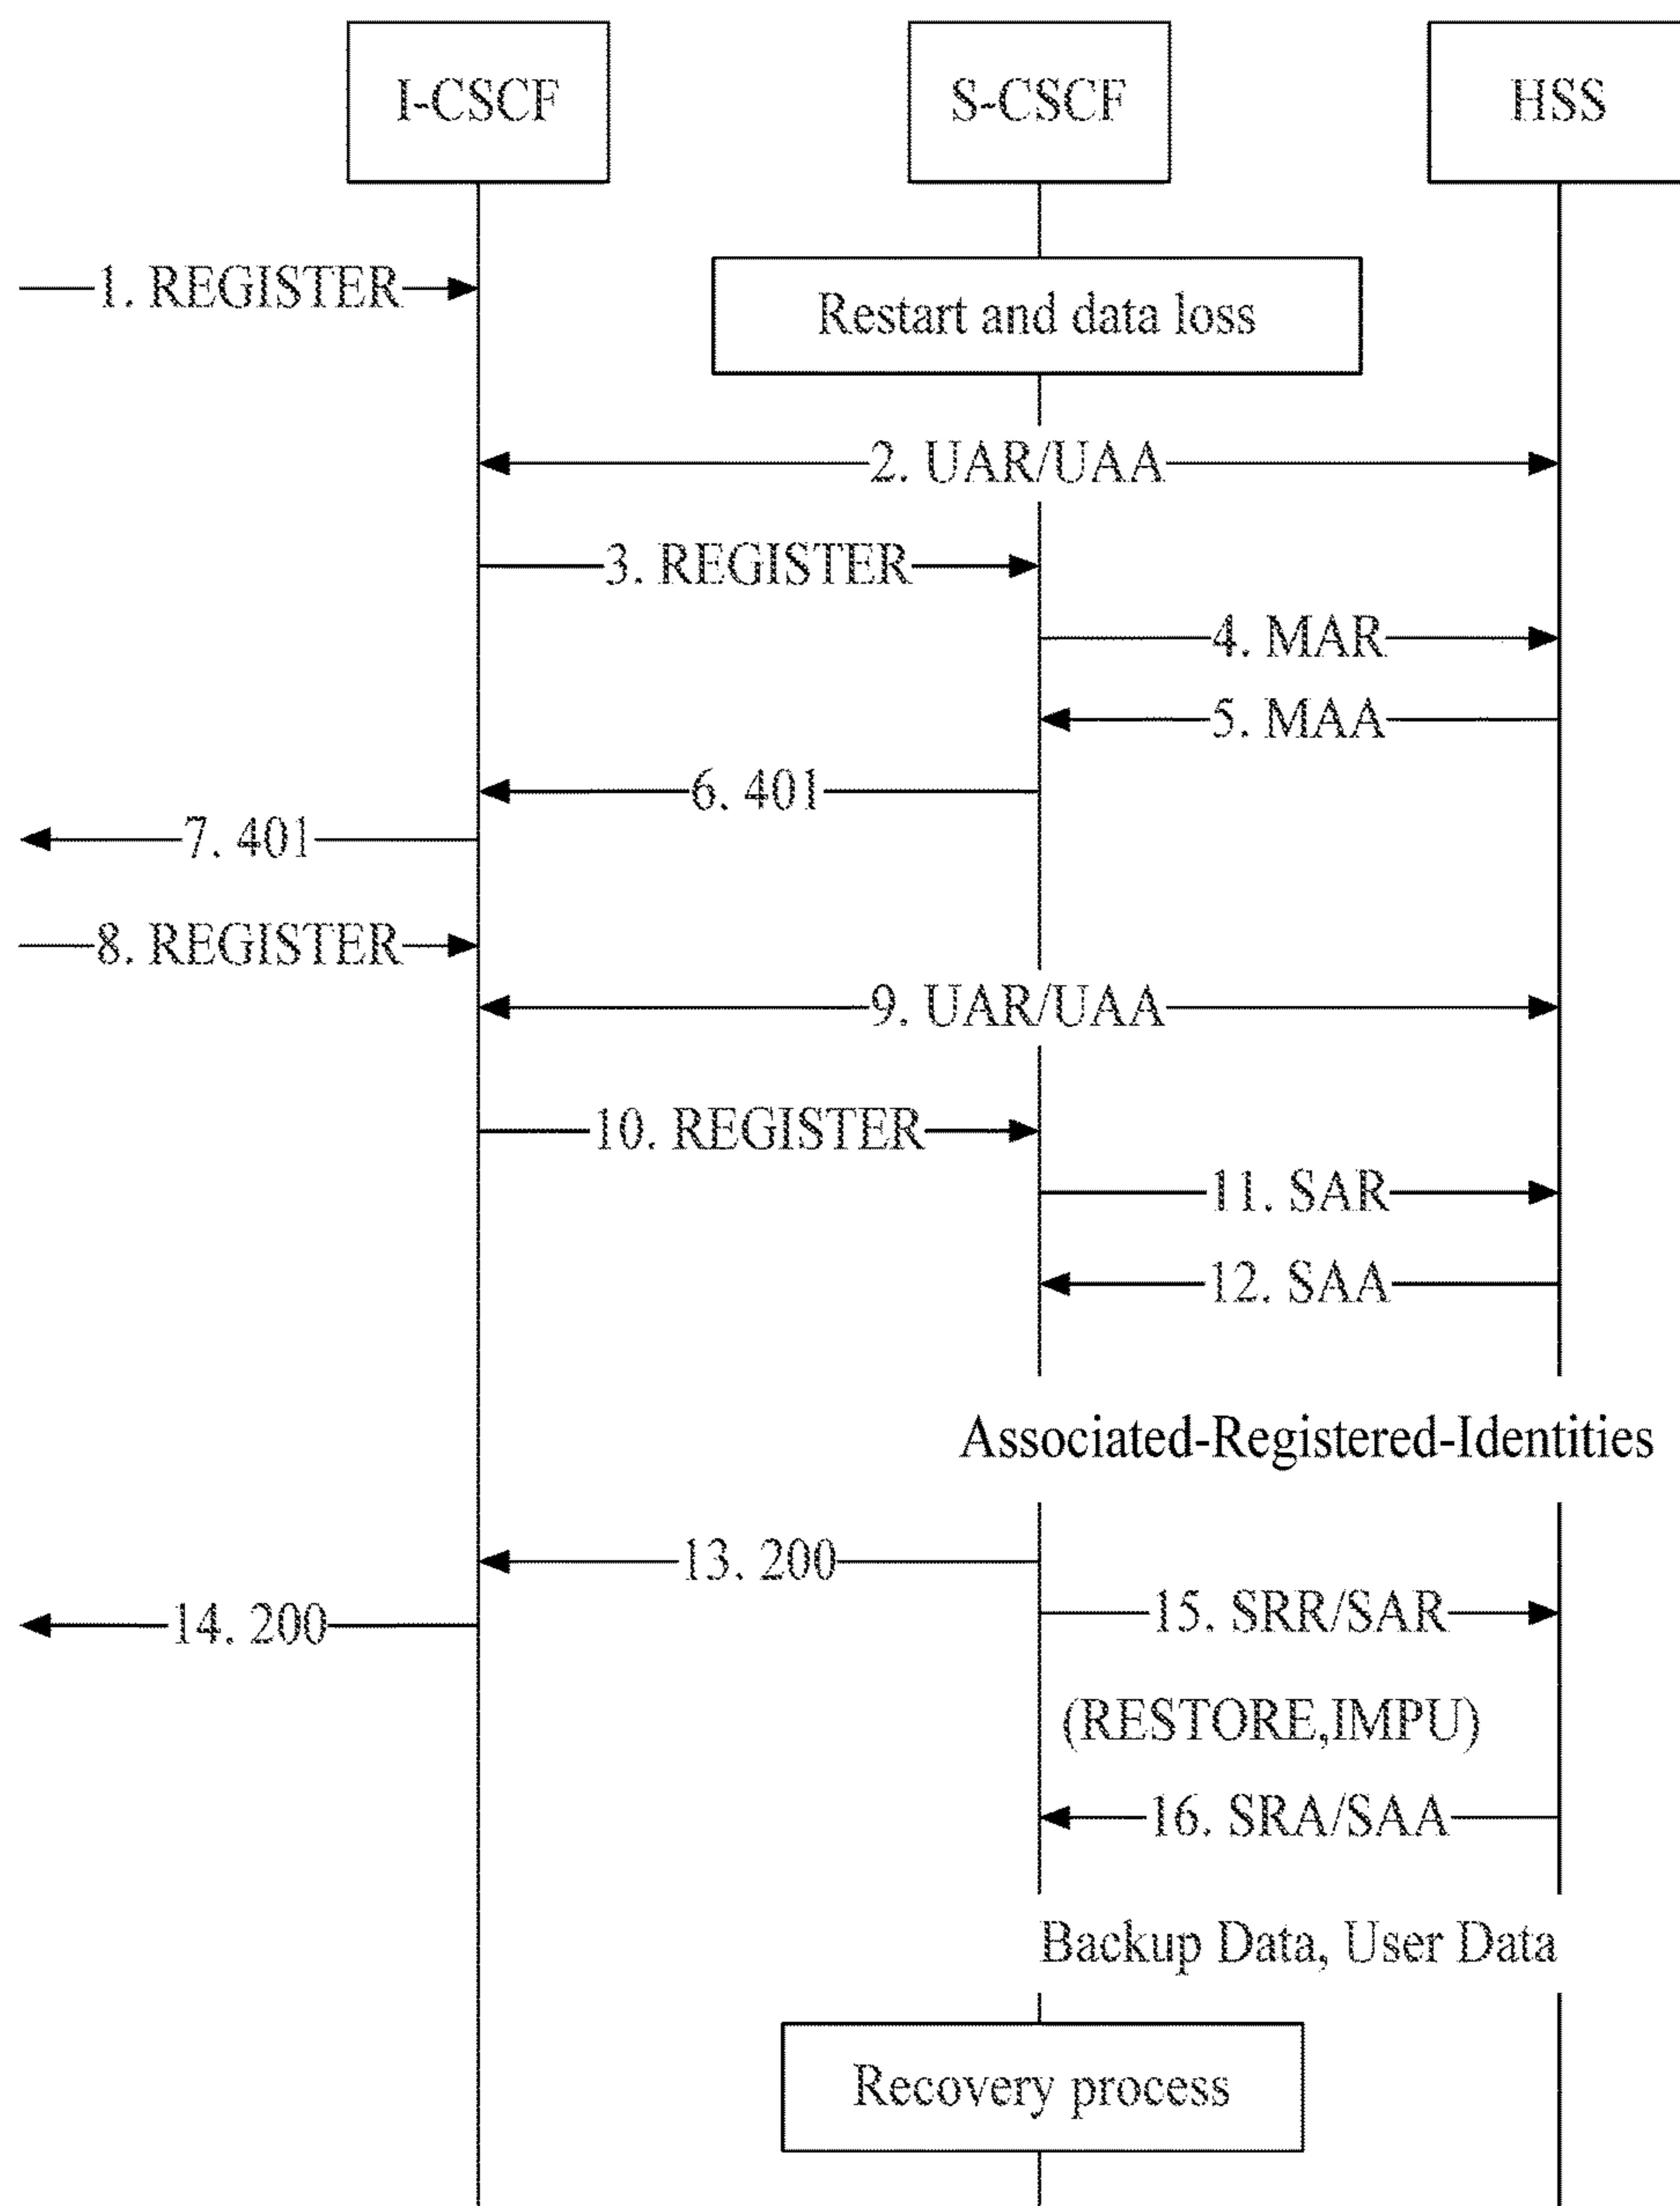 I-CSCF
S-CSCF
HSS
1. REGISTER
Restart and data loss
2. UAR/UAA
3. REGISTER
4. MAR
5. MAA
6. 401
7. 401
8. REGISTER
9. UAR/UAA
10. REGISTER
11. SAR
12. SAA
Associated-Registered-Identities
13. 200
15. SRR/SAR
14. 200
(RESTORE,IMPU)
16. SRA/SAA
Backup Data, User Data
Recovery process